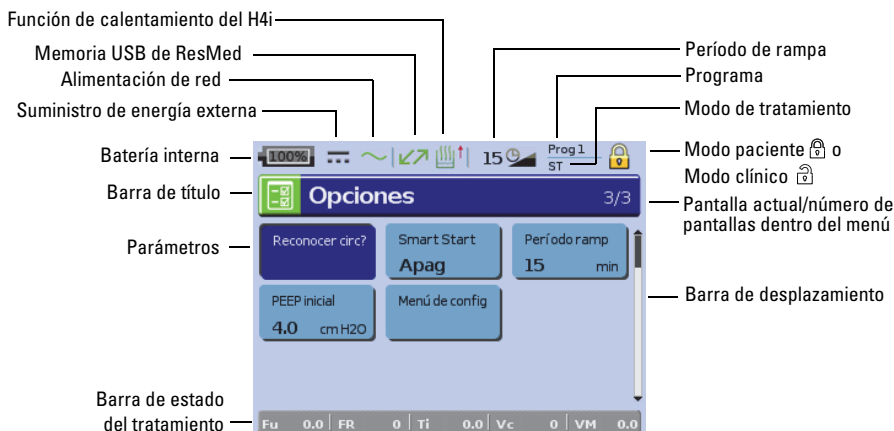 Función de calentamiento del H4i
Memoria USB de ResMed
Alimentación de red
Suministro de energía externa
Batería interna
Barra de título
Parámetros
Barra de estado
del tratamiento
Período de rampa
Programa
Modo de tratamiento
Modo paciente o
Modo clínico
Pantalla actual/número de
pantallas dentro del menú
Barra de desplazamiento
100%
15
Prog1
ST
Opciones 3/3
Reconocer circ?
Smart Start
Apag
Período ramp
15 min
PEEP inicial
4.0 cm H2O
Menú de config
Fu 0.0 FR 0 Ti 0.0 Vc 0 VM 0.0